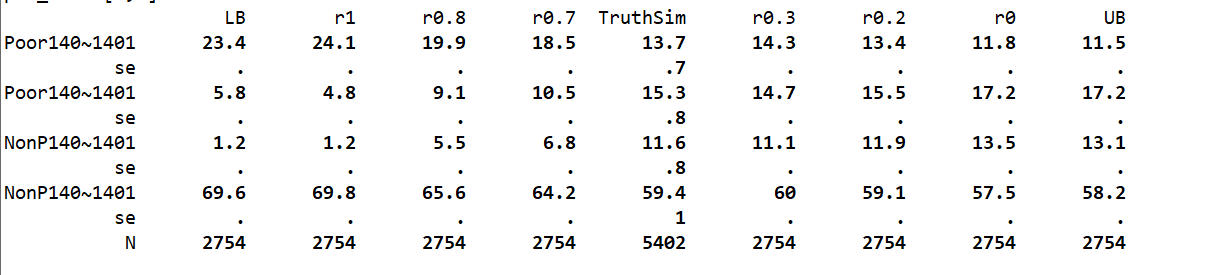 LB r1 r0.8 r0.7 TruthSim r0.3 r0.2 r0 UB
Poor140~1401 23.4 24.1 19.9 18.5 13.7 14.3 13.4 11.8 11.5
se . . . . .7 . . . .
Poor140~1401 5.8 4.8 9.1 10.5 15.3 14.7 15.5 17.2 17.2
se . . . . .8 . . . .
NonP140~1401 1.2 1.2 5.5 6.8 11.6 11.1 11.9 13.5 13.1
se . . . . .8 . . . .
NonP140~1401 69.6 69.8 65.6 64.2 59.4 60 59.1 57.5 58.2
se . . . . 1 . . . .
N 2754 2754 2754 2754 5402 2754 2754 2754 2754